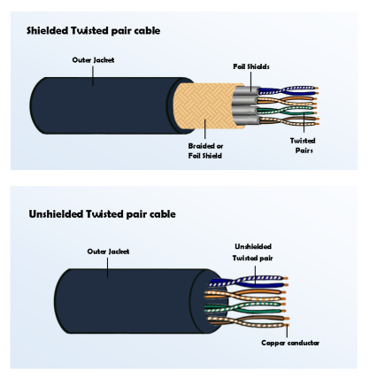 Shielded Twisted pair cable
Outer Jacket
Foil Shields
Braided or
Foil Shield
Twisted
Pairs
Unshielded Twisted pair cable
Outer Jacket
Unshielded
Twisted pair
Copper conductor